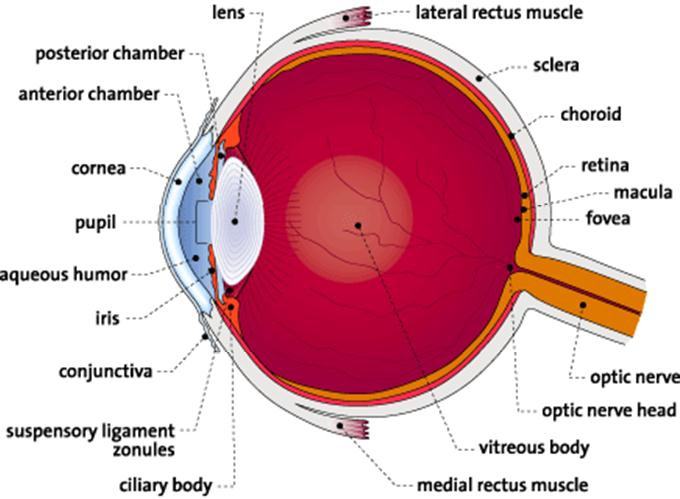 lens
lateral rectus muscle
posterior chamber
sclera
anterior chamber
choroid
cornea
retina
macula
pupil
fovea
aqueous humor
iris
conjunctiva
optic nerve
optic nerve head
suspensory ligament
zonules
vitreous body
ciliary body
medial rectus muscle